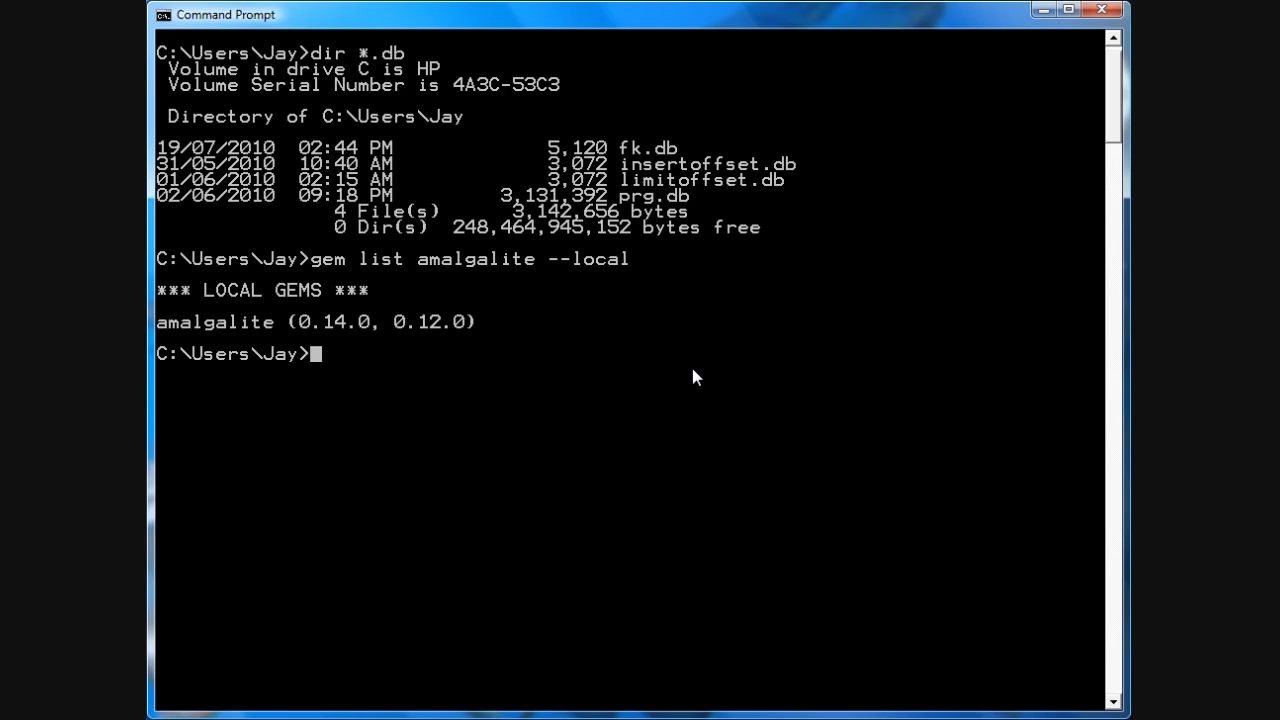 Command Prompt
C:\Users\Jay>dir *.db
Volume in drive C is HP
Volume Serial Number is 4A3C-53C3
Directory of C:\Users\Jay
19/07/2010 02:44 PM 5,120 fk.db
31/05/2010 10:40 AM 3,072 insertoffset.db
01/06/2010 02:15 AM 3,072 limitoffset.db
02/06/2010 09:18 PM 3,131,392 prg.db
4 File(s) 3,142,656 bytes
0 Dir(s) 248,464,945,152 bytes free
C:\Users\Jay>gem list amalgalite --local
*** LOCAL GEMS ***
amalgalite (0.14.0, 0.12.0)
C:\Users\Jay>